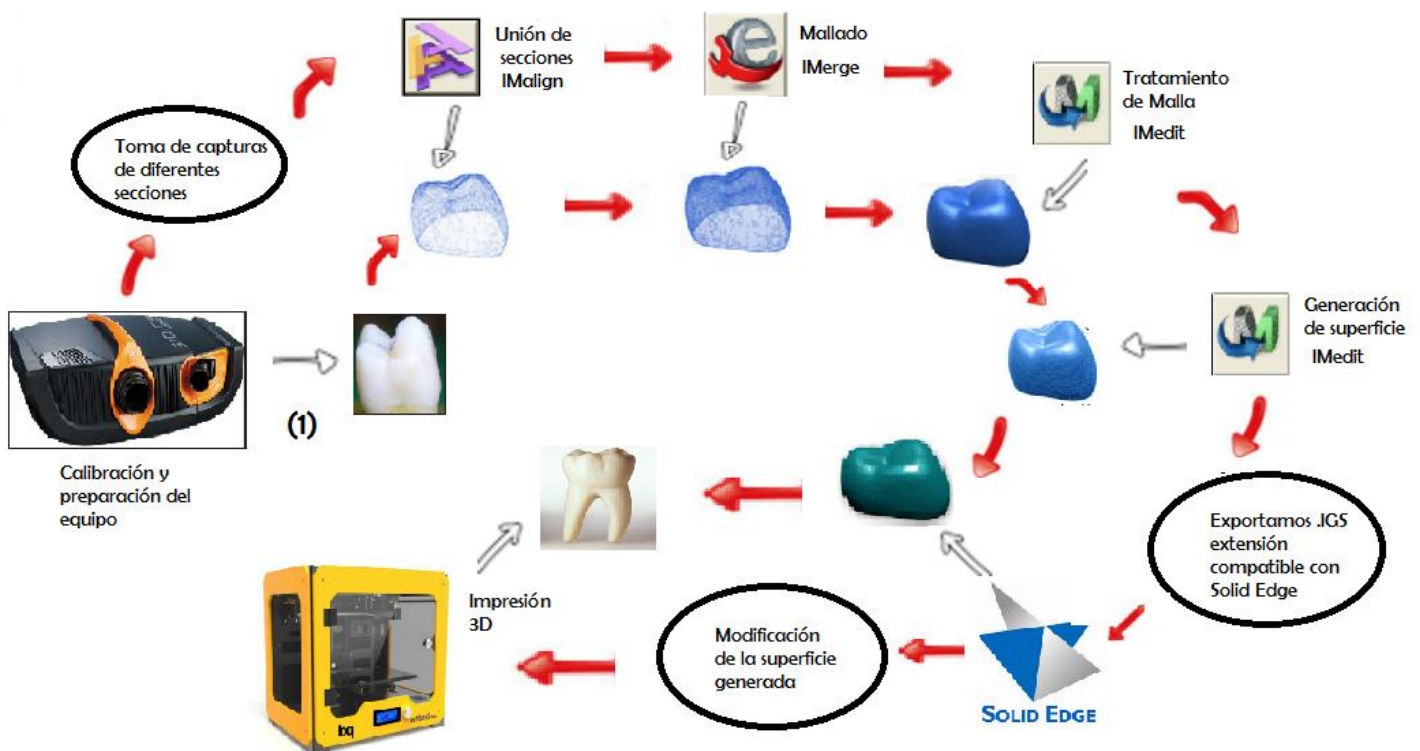 Unión de
secciones
IMalign
Mallado
IMerge
Tratamiento
de Malla
IMedit
Toma de capturas
de diferentes
secciones
Generación
de superficie
IMedit
(1)
Calibración y
preparación del
equipo
Exportamos .IGS
extensión
compatible con
Solid Edge
Impresión
3D
Modificación
de la superficie
generada
SOLID EDGE
bq